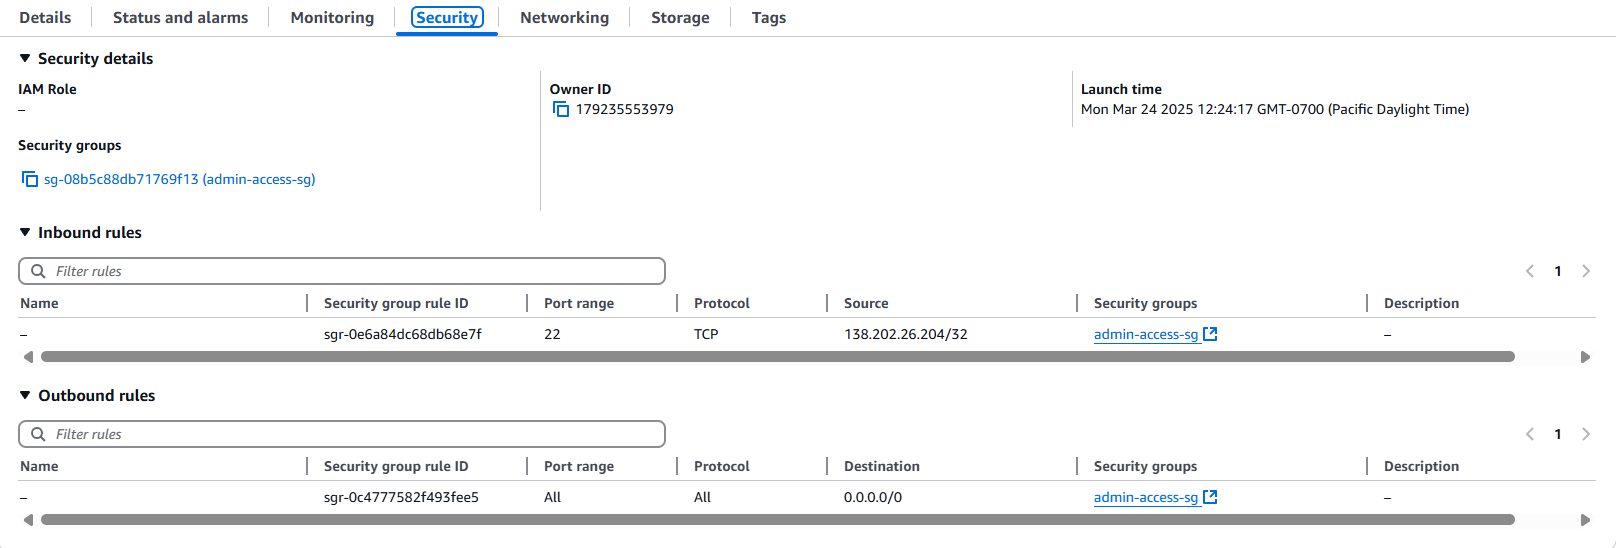 Details Status and alarms Monitoring Security Networking Storage Tags
Security details
IAM Role Owner ID Launch time
– 179235553979 Mon Mar 24 2025 12:24:17 GMT-0700 (Pacific Daylight Time)
Security groups
sg-08b5c88db71769f13 (admin-access-sg)
Inbound rules
Filter rules 1
Name Security group rule ID Port range Protocol Source Security groups Description
– sgr-0e6a84dc68db68e7f 22 TCP 138.202.26.204/32 admin-access-sg –
Outbound rules
Filter rules 1
Name Security group rule ID Port range Protocol Destination Security groups Description
– sgr-0c4777582f493fee5 All All 0.0.0.0/0 admin-access-sg –